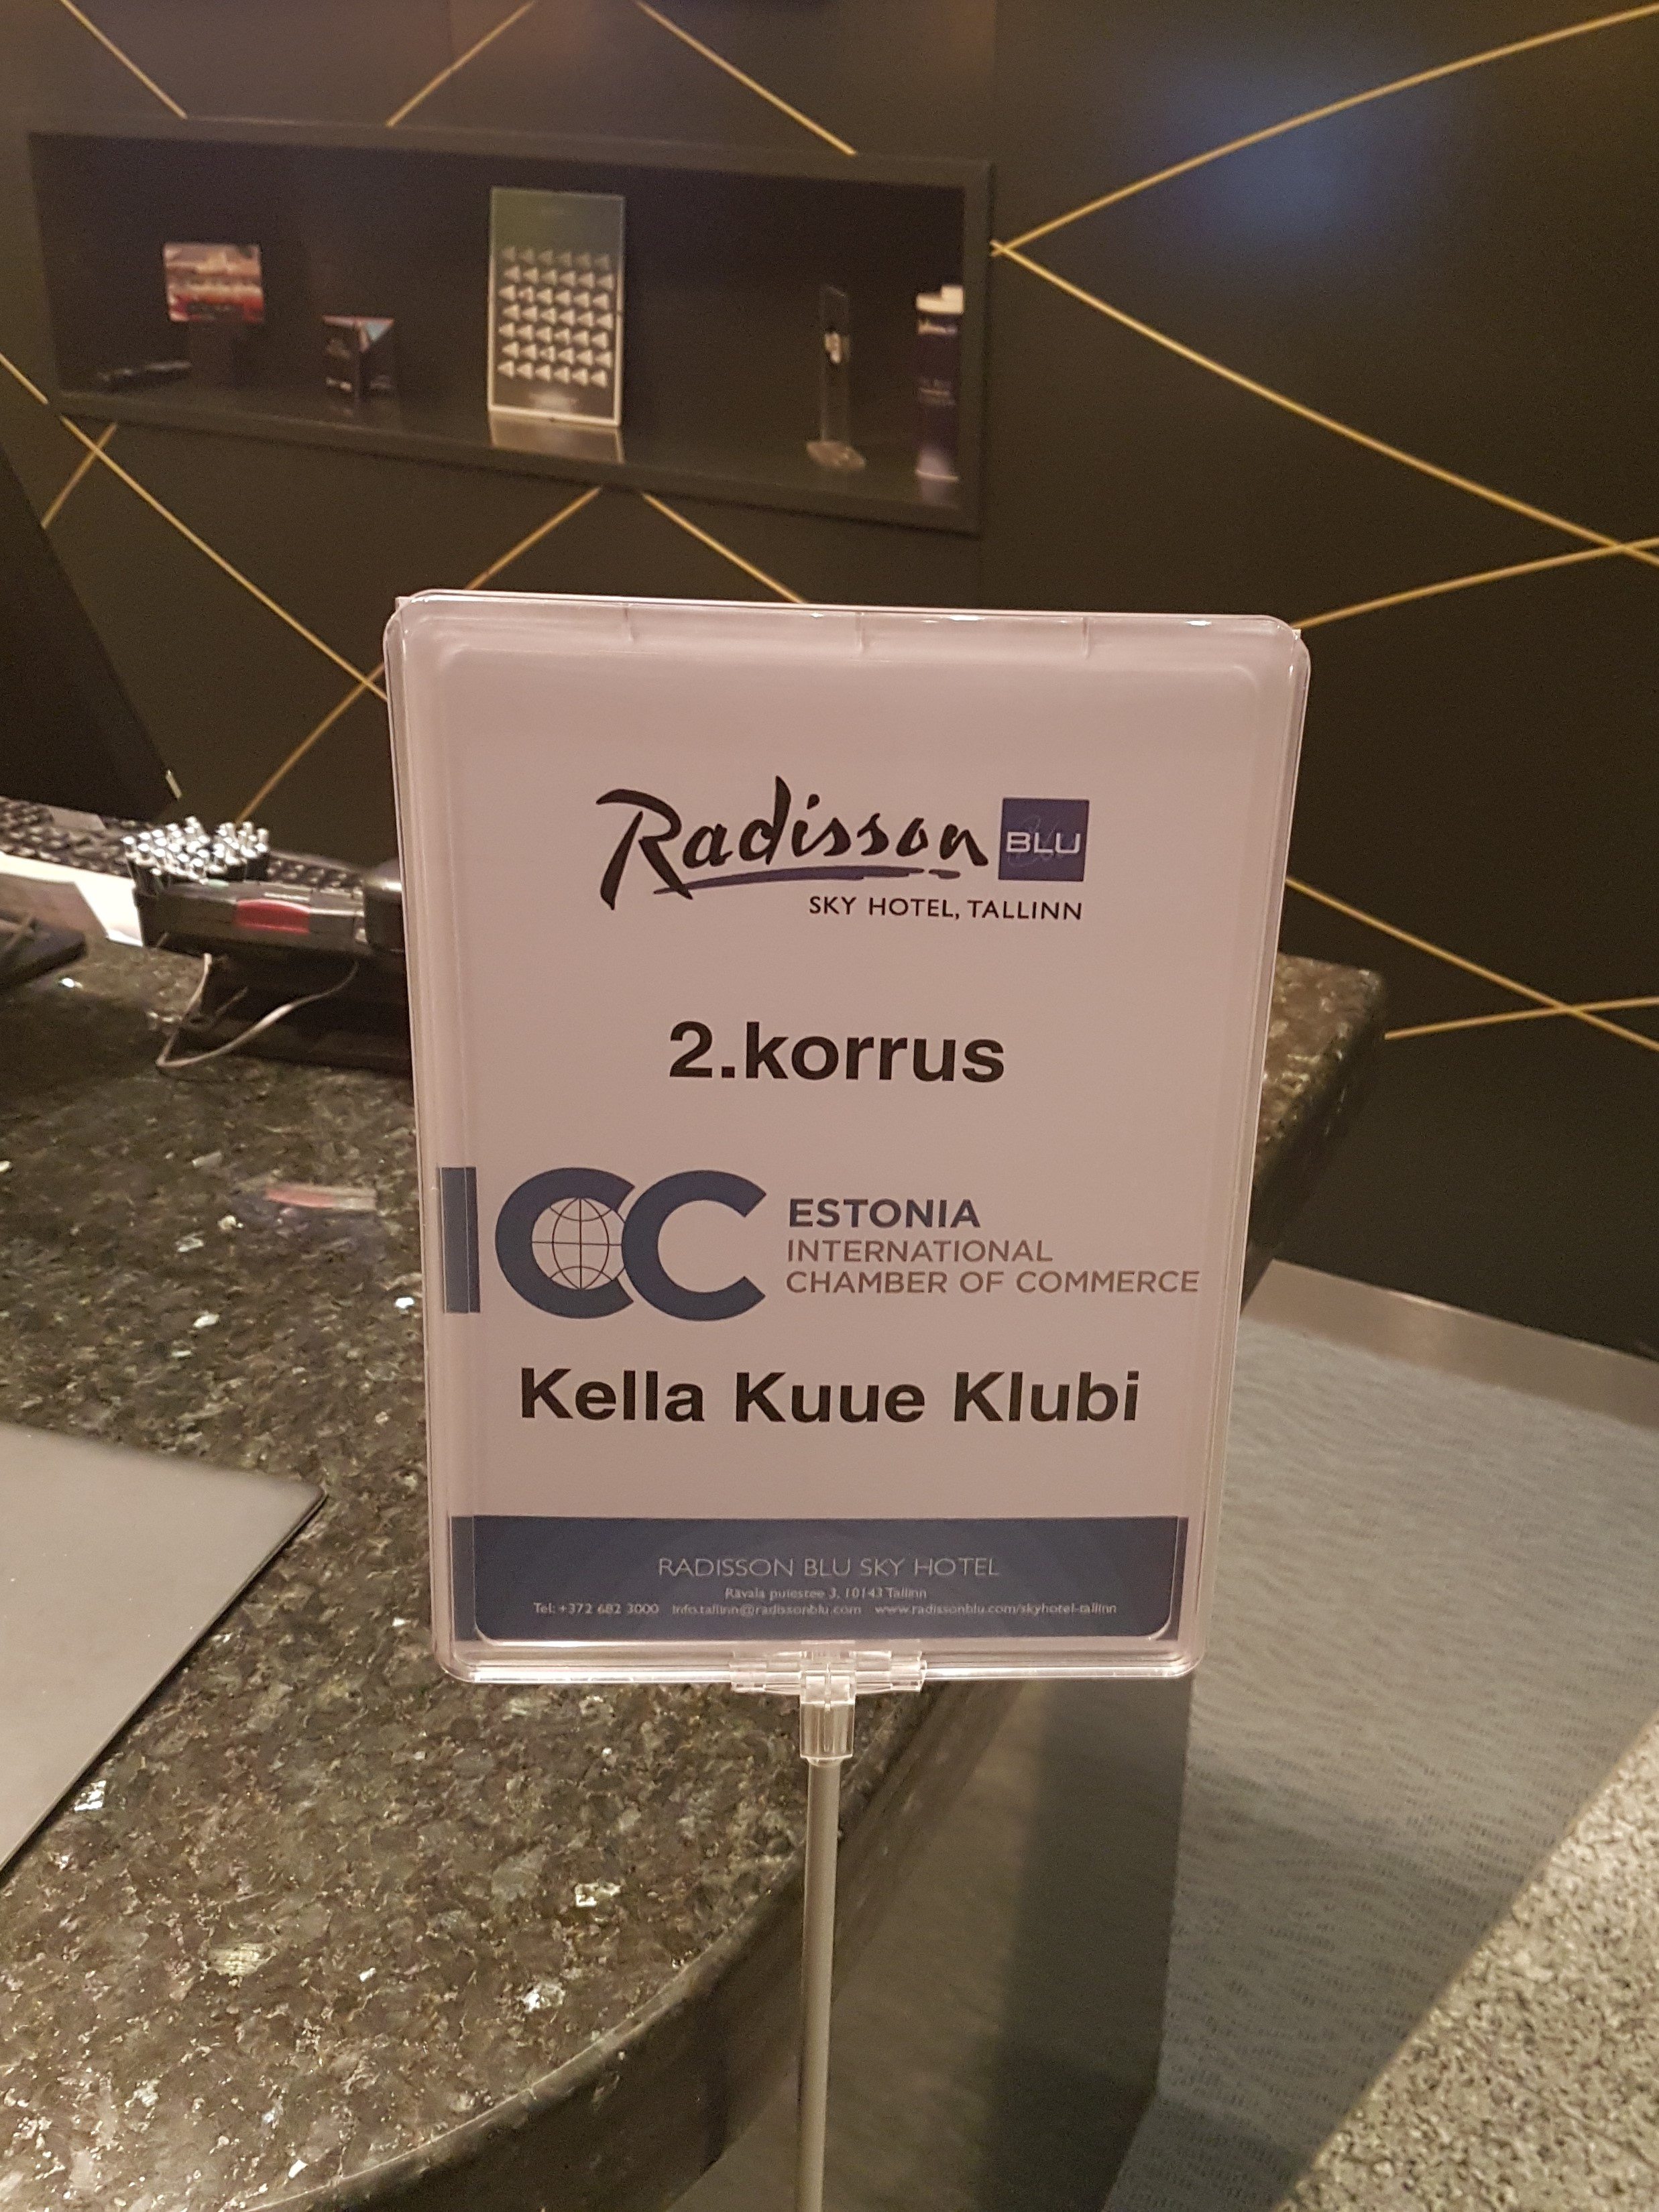 Radisson BLU
SKY HOTEL, TALLINN
2.korrus
ICC ESTONIA
INTERNATIONAL
CHAMBER OF COMMERCE
Kella Kuue Klubi
RADISSON BLU SKY HOTEL
Rävala puiestee 3, 10143 Tallinn
Tel: +372 682 3000 info.tallinn@radissonblu.com www.radissonblu.com/skyhotel-tallinn